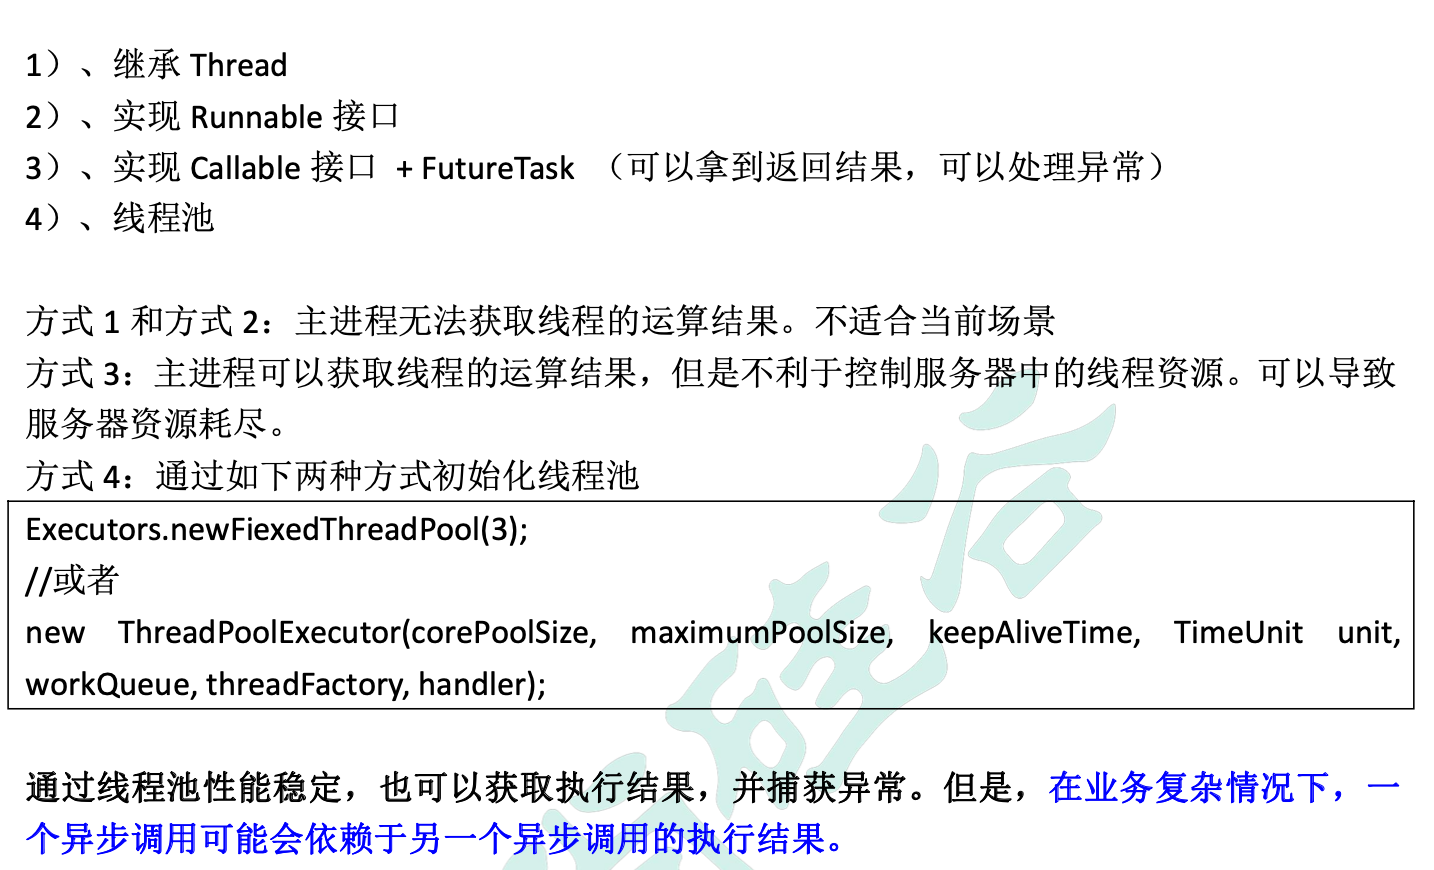 1）、继承 Thread
2）、实现 Runnable 接口
3）、实现 Callable 接口 + FutureTask （可以拿到返回结果，可以处理异常）
4）、线程池
方式 1 和方式 2：主进程无法获取线程的运算结果。不适合当前场景
方式 3：主进程可以获取线程的运算结果，但是不利于控制服务器中的线程资源。可以导致
服务器资源耗尽。
方式 4：通过如下两种方式初始化线程池
Executors.newFiexedThreadPool(3);
//或者
new ThreadPoolExecutor(corePoolSize, maximumPoolSize, keepAliveTime, TimeUnit unit,
workQueue, threadFactory, handler);
通过线程池性能稳定，也可以获取执行结果，并捕获异常。但是，在业务复杂情况下，一
个异步调用可能会依赖于另一个异步调用的执行结果。
硅谷